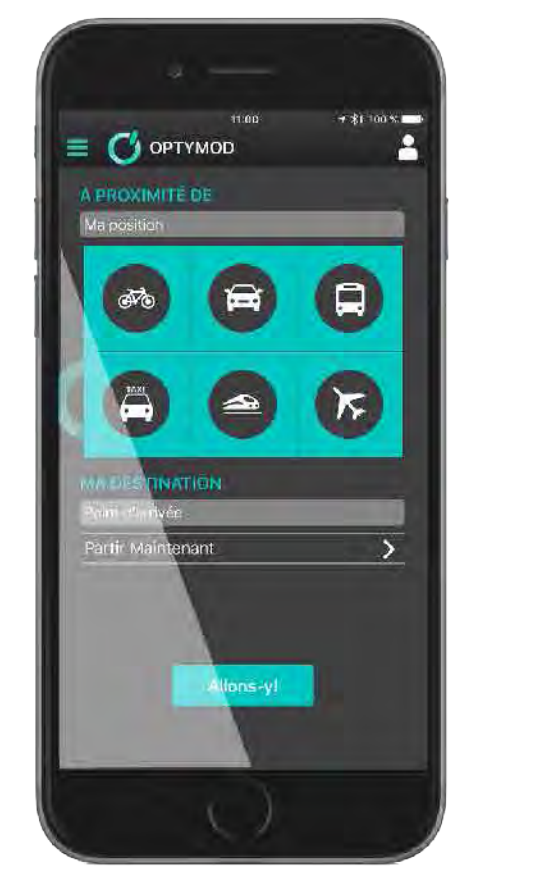 11:00
100 %
OPTYMOD
À PROXIMITÉ DE
Ma position
TAXI
MA DESTINATION
Point d'arrivée
Partir Maintenant
Allons-y!